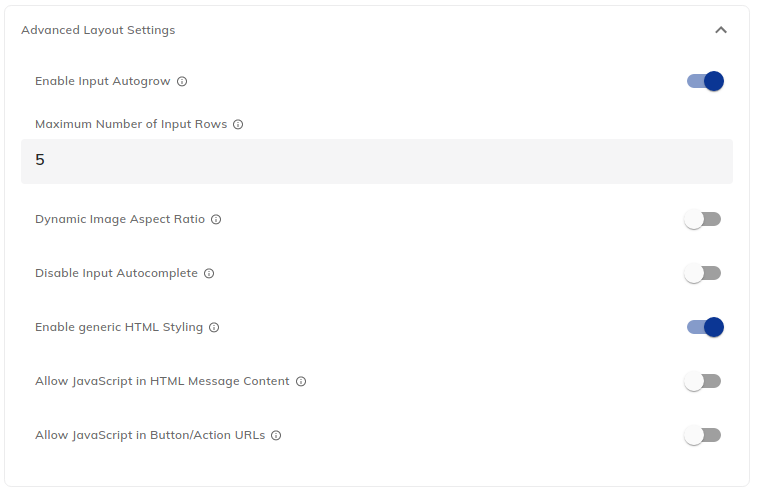 Advanced Layout Settings
Enable Input Autogrow
Maximum Number of Input Rows
5
Dynamic Image Aspect Ratio
Disable Input Autocomplete
Enable generic HTML Styling
Allow JavaScript in HTML Message Content
Allow JavaScript in Button/Action URLs